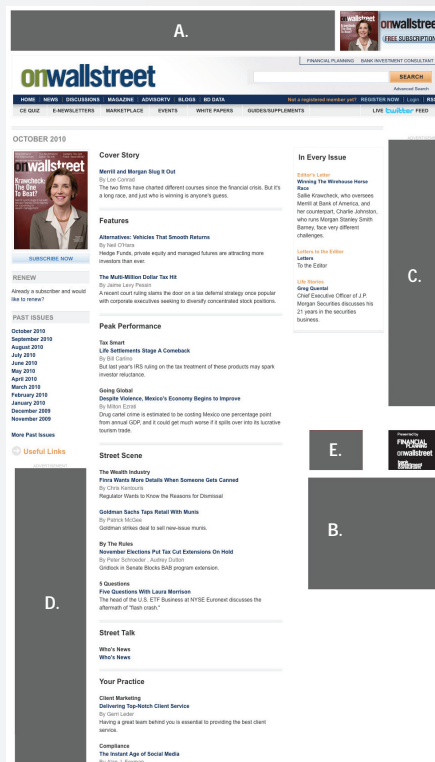 A.
onwallstreet
FREE SUBSCRIPTION
FINANCIAL PLANNING BANK INVESTMENT CONSULTANT
onwallstreet
SEARCH
Advanced Search
HOME | NEWS | DISCUSSIONS | MAGAZINE | ADVISORTV | BLOGS | BD DATA
Not a registered member yet? REGISTER NOW | Login | RSS
CE QUIZ E-NEWSLETTERS MARKETPLACE EVENTS WHITE PAPERS GUIDES/SUPPLEMENTS LIVE twitter FEED
OCTOBER 2010
onwallstreet
Krawcheck:
The One
To Beat?
SUBSCRIBE NOW
RENEW
Already a subscriber and would
like to renew?
PAST ISSUES
October 2010
September 2010
August 2010
July 2010
June 2010
May 2010
April 2010
March 2010
February 2010
January 2010
December 2009
November 2009
More Past Issues
Useful Links
ADVERTISEMENT
D.
Cover Story
Merrill and Morgan Slug It Out
By Lee Conrad
The two firms have charted different courses since the financial crisis. But it's
a long race, and just who is winning is anyone's guess.
Features
Alternatives: Vehicles That Smooth Returns
By Neil O'Hara
Hedge Funds, private equity and managed futures are attracting more
investors than ever.
The Multi-Million Dollar Tax Hit
By Jaime Levy Pessin
A recent court ruling slams the door on a tax deferral strategy once popular
with corporate executives seeking to diversify concentrated stock positions.
Peak Performance
Tax Smart
Life Settlements Stage A Comeback
By Bill Carlino
But last year's IRS ruling on the tax treatment of these products may spark
investor reluctance.
Going Global
Despite Violence, Mexico's Economy Begins to Improve
By Milton Ezrati
Drug cartel crime is estimated to be costing Mexico one percentage point
from annual GDP, and it could get much worse if it spills over into its lucrative
tourism trade.
Street Scene
The Wealth Industry
Finra Wants More Details When Someone Gets Canned
By Chris Kentouris
Regulator Wants to Know the Reasons for Dismissal
Goldman Sachs Taps Retail With Munis
By Patrick McGee
Goldman strikes deal to sell new-issue munis.
By The Rules
November Elections Put Tax Cut Extensions On Hold
By Peter Schroeder , Audrey Dutton
Gridlock in Senate Blocks BAB program extension.
5 Questions
Five Questions With Laura Morrison
The head of the U.S. ETF Business at NYSE Euronext discusses the
aftermath of "flash crash."
Street Talk
Who's News
Who's News
Your Practice
Client Marketing
Delivering Top-Notch Client Service
By Gerri Leder
Having a great team behind you is essential to providing the best client
service.
Compliance
The Instant Age of Social Media
In Every Issue
Editor's Letter
Winning The Wirehouse Horse
Race
Sallie Krawcheck, who oversees
Merrill at Bank of America, and
her counterpart, Charlie Johnston,
who runs Morgan Stanley Smith
Barney, face very different
challenges.
Letters to the Editor
Letters
To the Editor
Life Stories
Greg Quental
Chief Executive Officer of J.P.
Morgan Securities discusses his
21 years in the securities
business.
C.
E.
Powered by
FINANCIAL
PLANNING
onwallstreet
B.